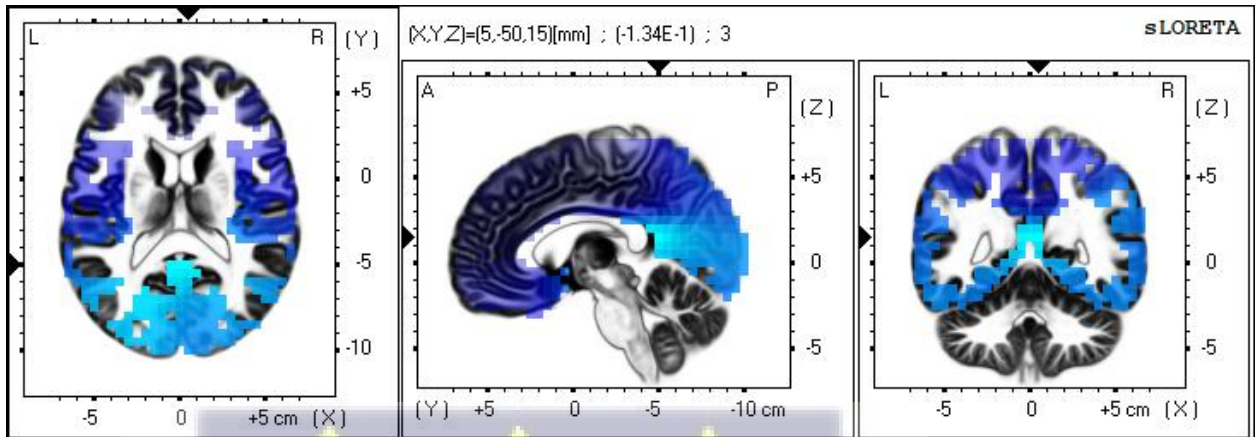 (X,Y,Z)=(5,-50,15)[mm] ; (-1.34E-1) ; 3
sLORETA
L R (Y)
+5
0
-5
-10
-5 0 +5 cm (X)
A P (Z)
+5
0
-5
(Y) +5 0 -5 -10 cm
L R (Z)
+5
0
-5
-5 0 +5 cm (X)